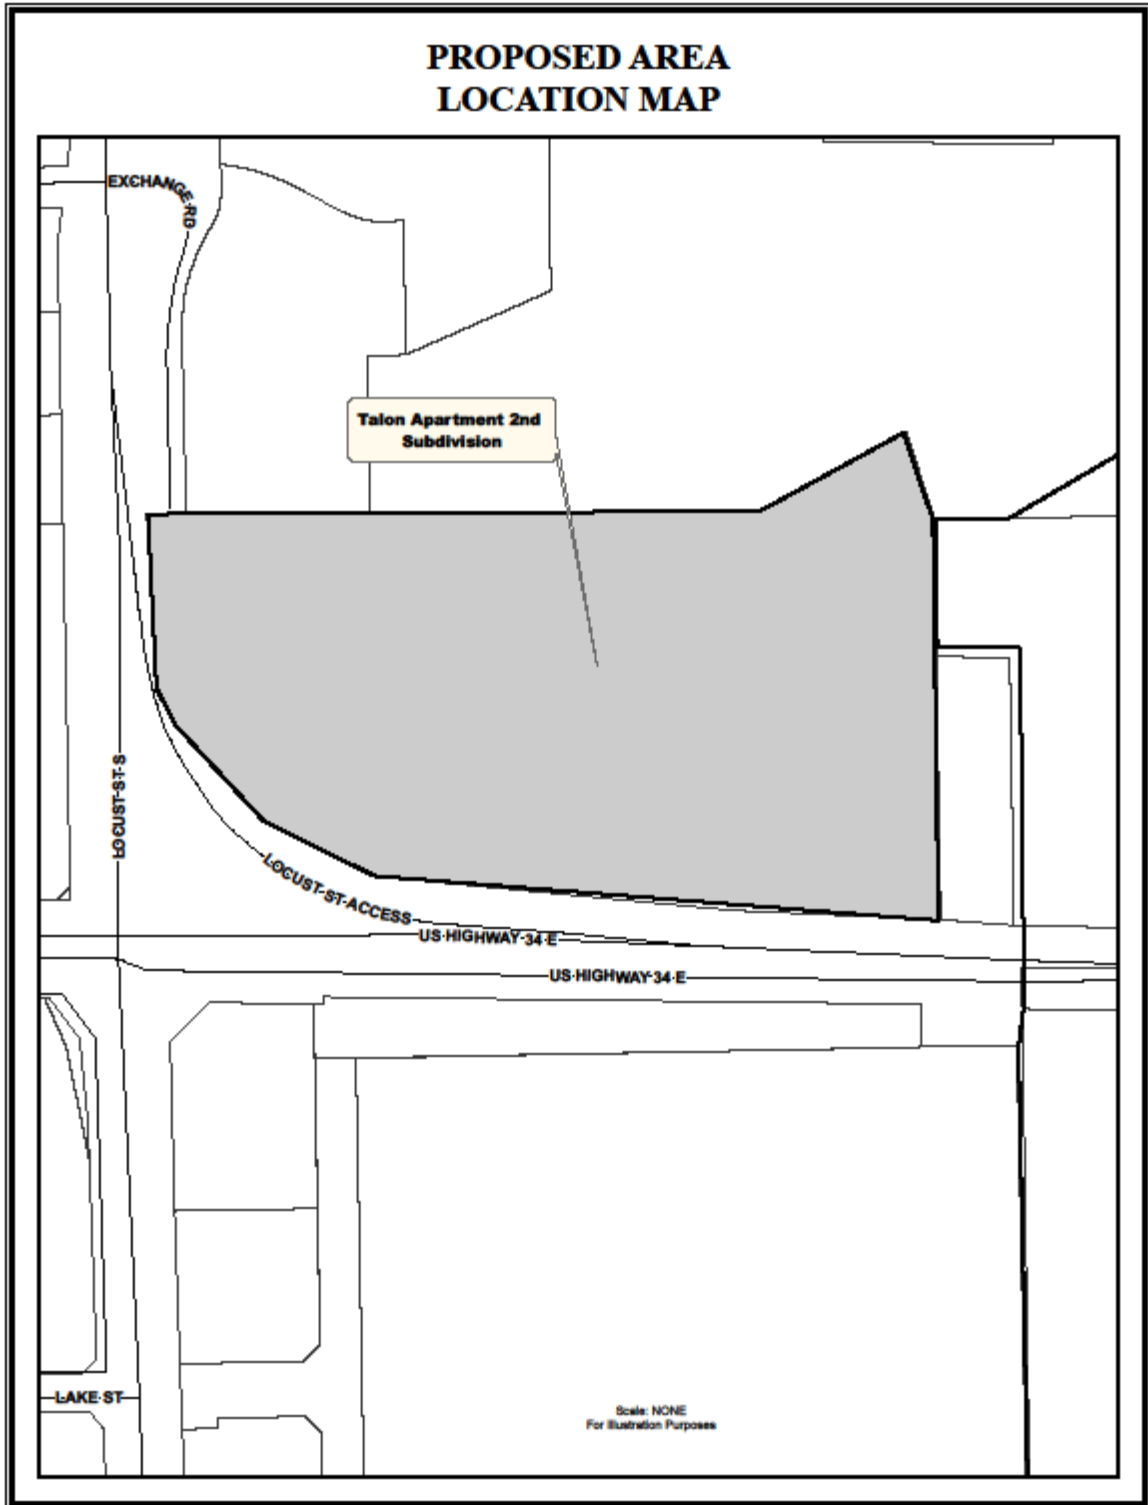 PROPOSED AREA
LOCATION MAP
EXCHANGE RD
Talon Apartment 2nd
Subdivision
LOCUST ST S
LOCUST ST ACCESS
US HIGHWAY 34 E
US HIGHWAY 34 E
LAKE ST
Scale: NONE
For Illustration Purposes